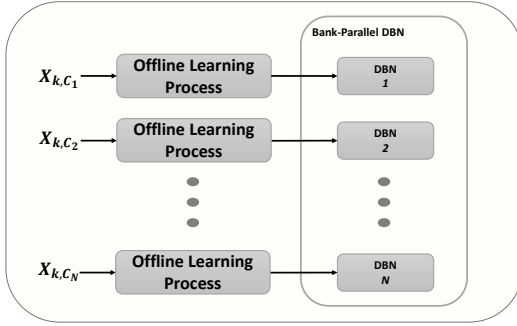 Bank-Parallel DBN
X_{k,C_1}
Offline Learning
Process
DBN
1
X_{k,C_2}
Offline Learning
Process
DBN
2
X_{k,C_N}
Offline Learning
Process
DBN
N